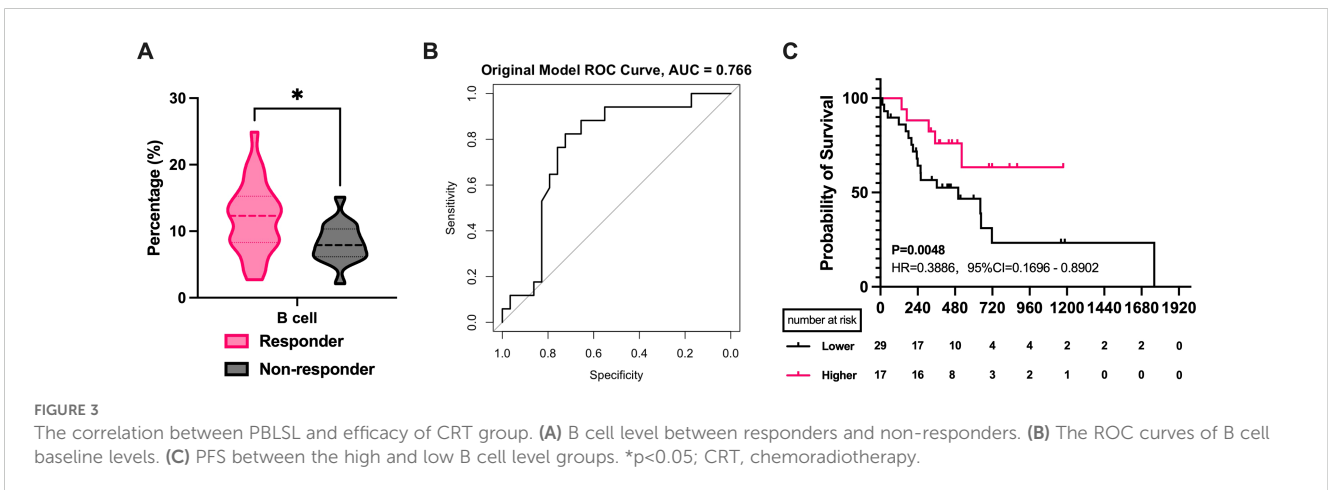 A
B
C
*
30
20
10
0
Percentage (%)
B cell
Responder
Non-responder
Original Model ROC Curve, AUC = 0.766
1.0
0.8
0.6
0.4
0.2
0.0
Sensitivity
1.0 0.8 0.6 0.4 0.2 0.0
Specificity
100
50
0
Probability of Survival
P=0.0048
HR=0.3886, 95%CI=0.1696 - 0.8902
0 240 480 720 960 1200 1440 1680 1920
number at risk
Lower 29 17 10 4 4 2 2 2 0
Higher 17 16 8 3 2 1 0 0 0
FIGURE 3
The correlation between PBLSL and efficacy of CRT group. (A) B cell level between responders and non-responders. (B) The ROC curves of B cell
baseline levels. (C) PFS between the high and low B cell level groups. *p<0.05; CRT, chemoradiotherapy.